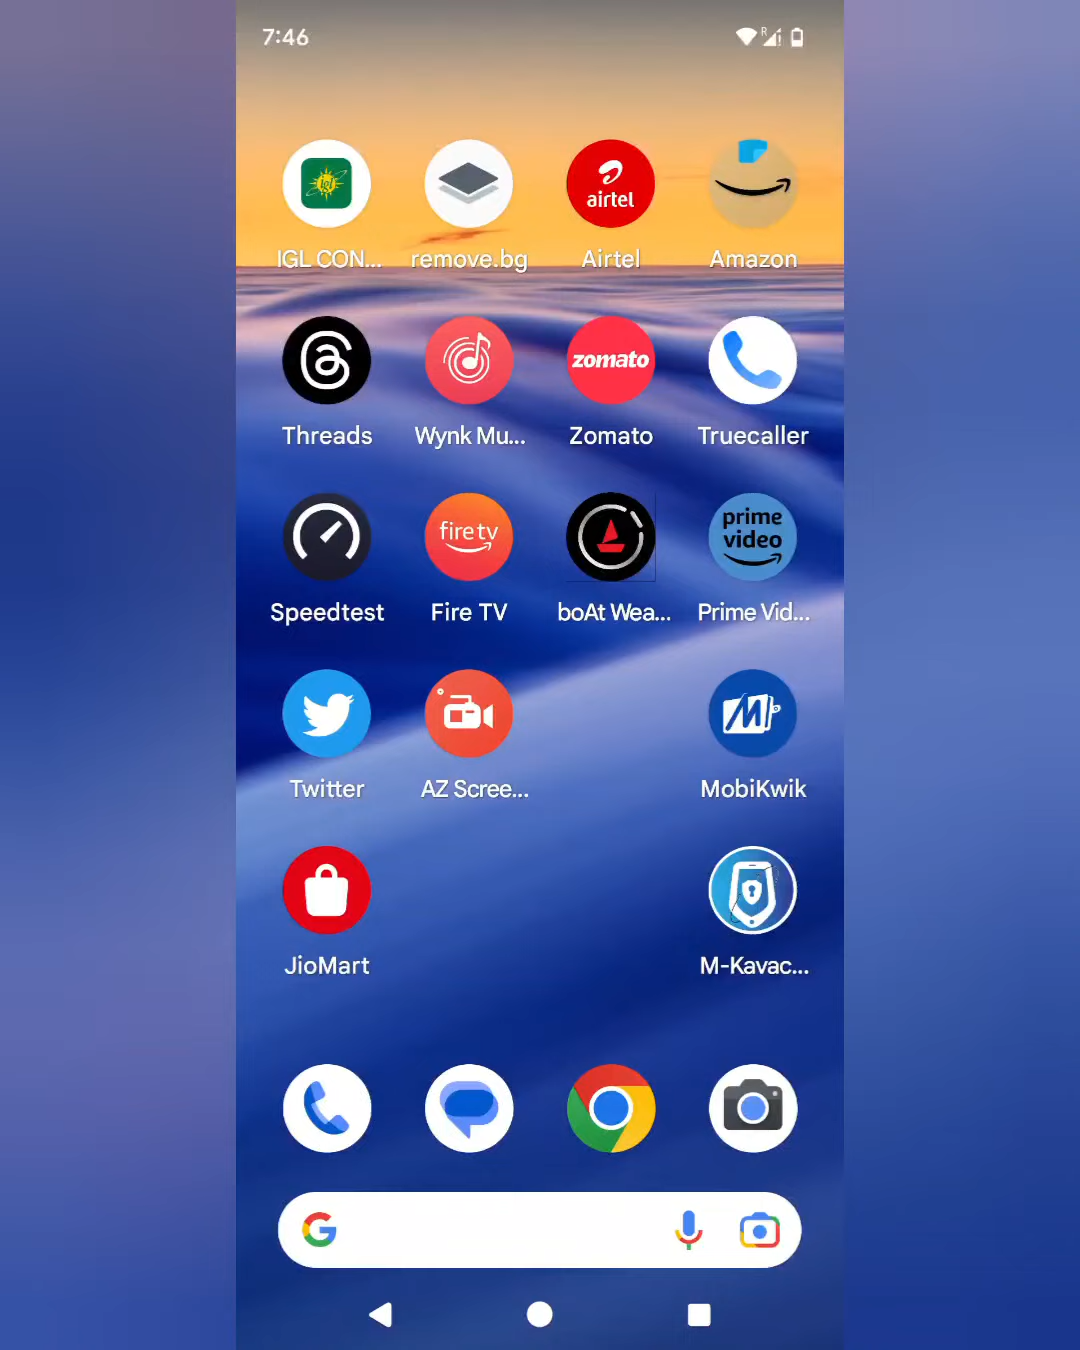 7:46
R
airtel
IGL CON...
remove.bg
Airtel
Amazon
zomato
Threads
Wynk Mu...
Zomato
Truecaller
fire tv
prime
video
Speedtest
Fire TV
boAt Wea...
Prime Vid...
Twitter
AZ Scree...
MobiKwik
JioMart
M-Kavac...